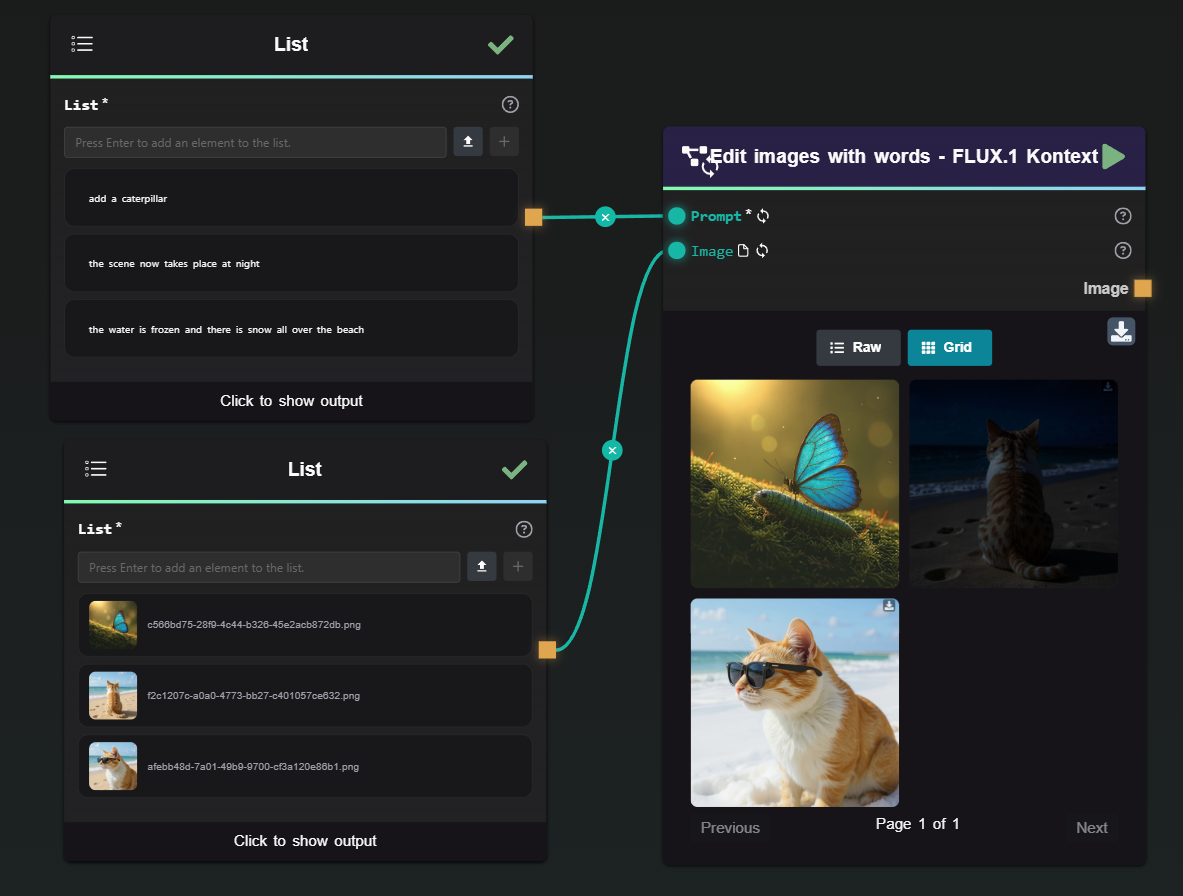 List
List *
Press Enter to add an element to the list.
add a caterpillar
the scene now takes place at night
the water is frozen and there is snow all over the beach
Click to show output
List
List *
Press Enter to add an element to the list.
c566bd75-28f9-4c44-b326-45e2acb872db.png
f2c1207c-a0a0-4773-bb27-c401057ce632.png
afebb48d-7a01-49b9-9700-cf3a120e86b1.png
Click to show output
Edit images with words - FLUX.1 Kontext
Prompt *
Image
Image
Raw
Grid
Previous
Page 1 of 1
Next